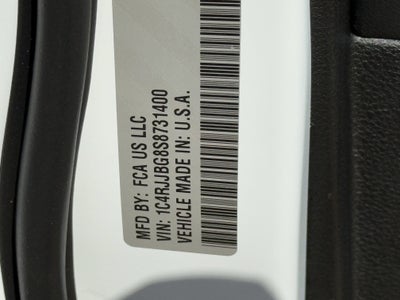 MFD BY: FCA US LLC
VIN: 1C4RJJBG8S8731400
VEHICLE MADE IN: U.S.A.